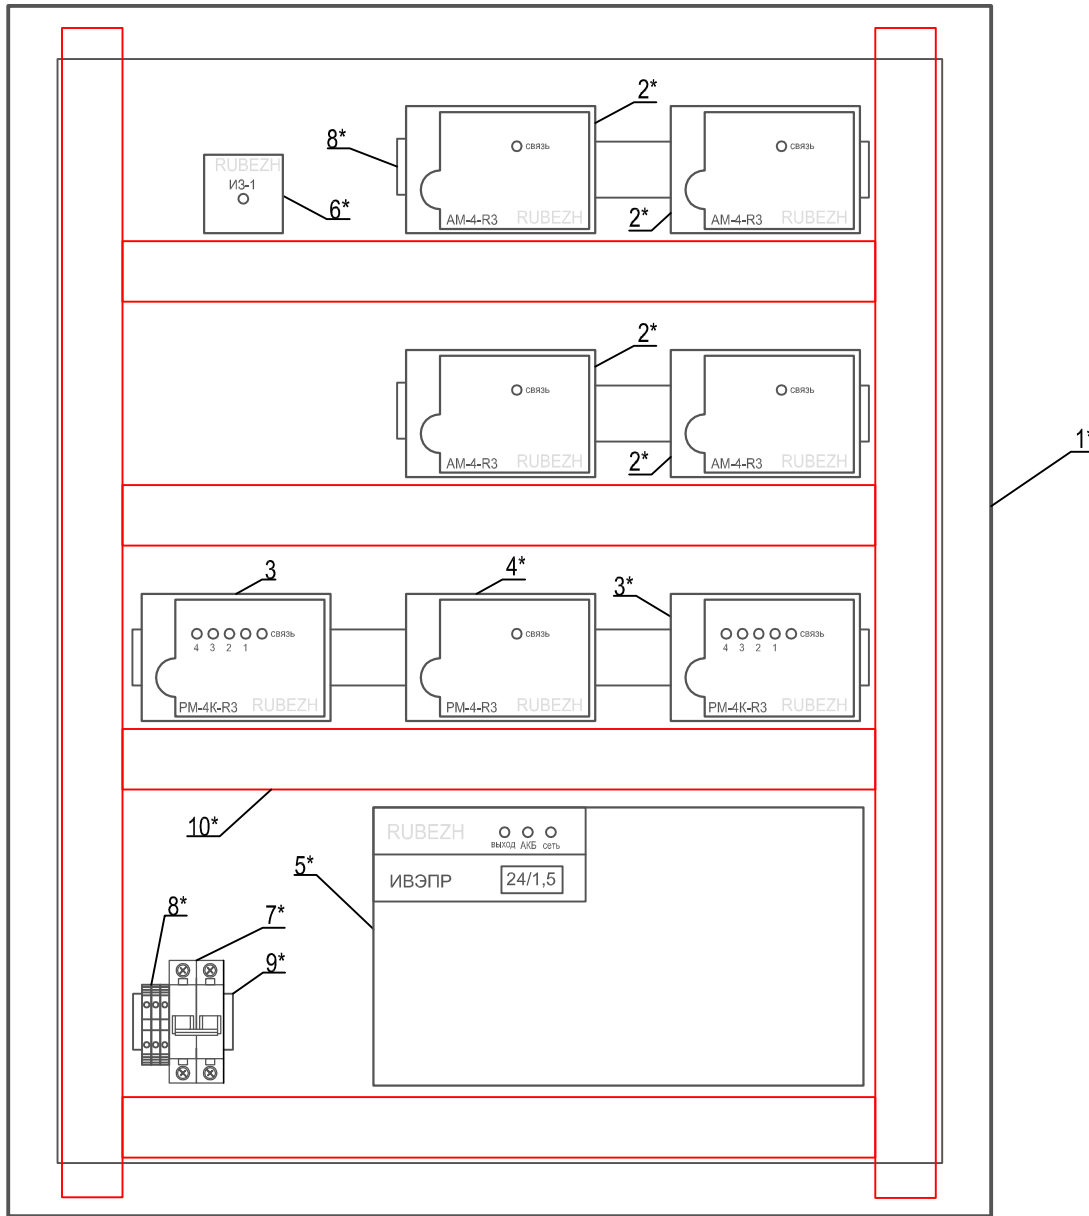 2*
8*
связь
связь
RUBEZH
ИЗ-1
6*
2*
АМ-4-R3 RUBEZH
АМ-4-R3 RUBEZH
2*
связь
связь
1*
2*
АМ-4-R3 RUBEZH
АМ-4-R3 RUBEZH
3
4*
3*
связь
4 3 2 1
связь
связь
4 3 2 1
РМ-4К-R3 RUBEZH
РМ-4-R3 RUBEZH
РМ-4К-R3 RUBEZH
10*
RUBEZH
выход АКБ сеть
5*
ИВЭПР 24/1,5
8*
7*
9*